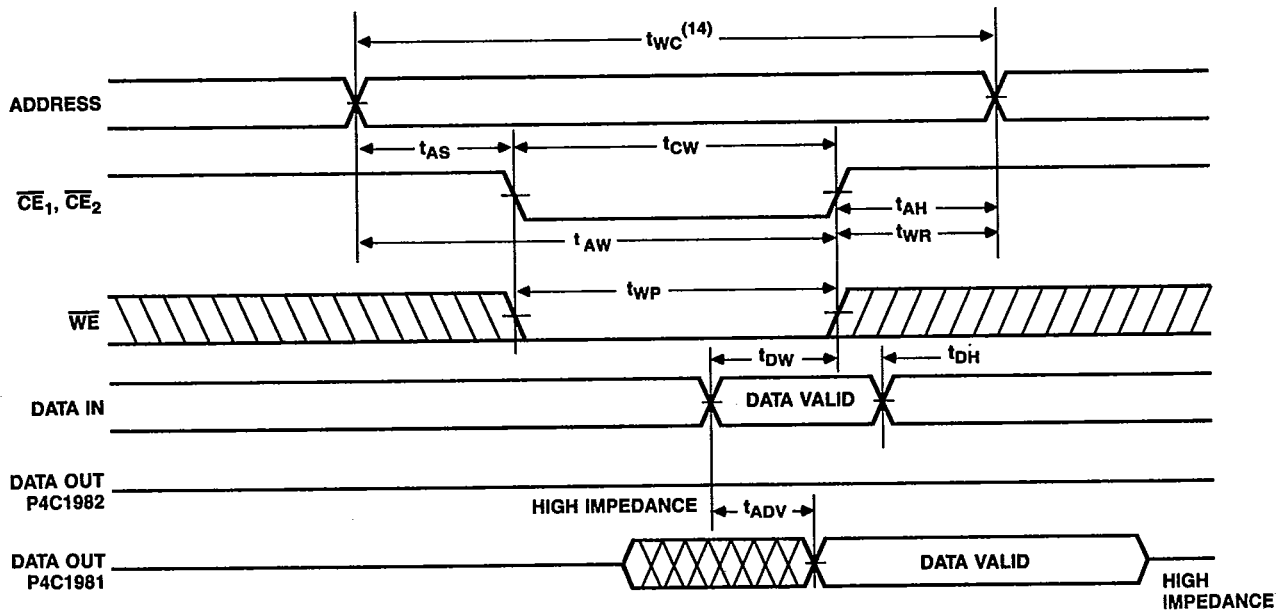 tWC(14)
ADDRESS
tAS
tCW
CE1, CE2
tAH
tAW
tWR
WE
tWP
tDW
tDH
DATA IN
DATA VALID
DATA OUT
P4C1982
HIGH IMPEDANCE
tADV
DATA OUT
P4C1981
DATA VALID
HIGH
IMPEDANCE